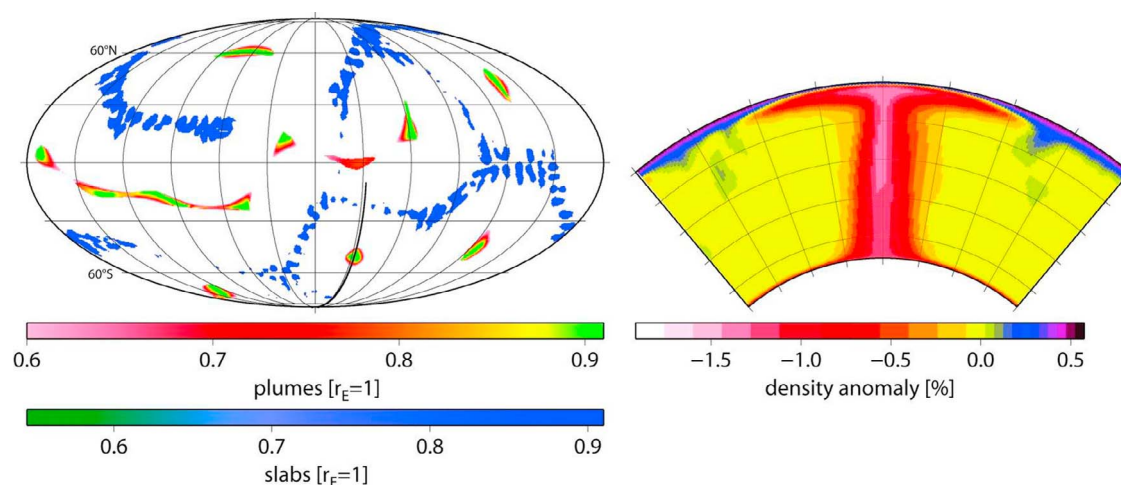 60°N
60°S
0.6 0.7 0.8 0.9
plumes [rE=1]
0.6 0.7 0.8 0.9
slabs [rE=1]
−1.5 −1.0 −0.5 0.0 0.5
density anomaly [%]